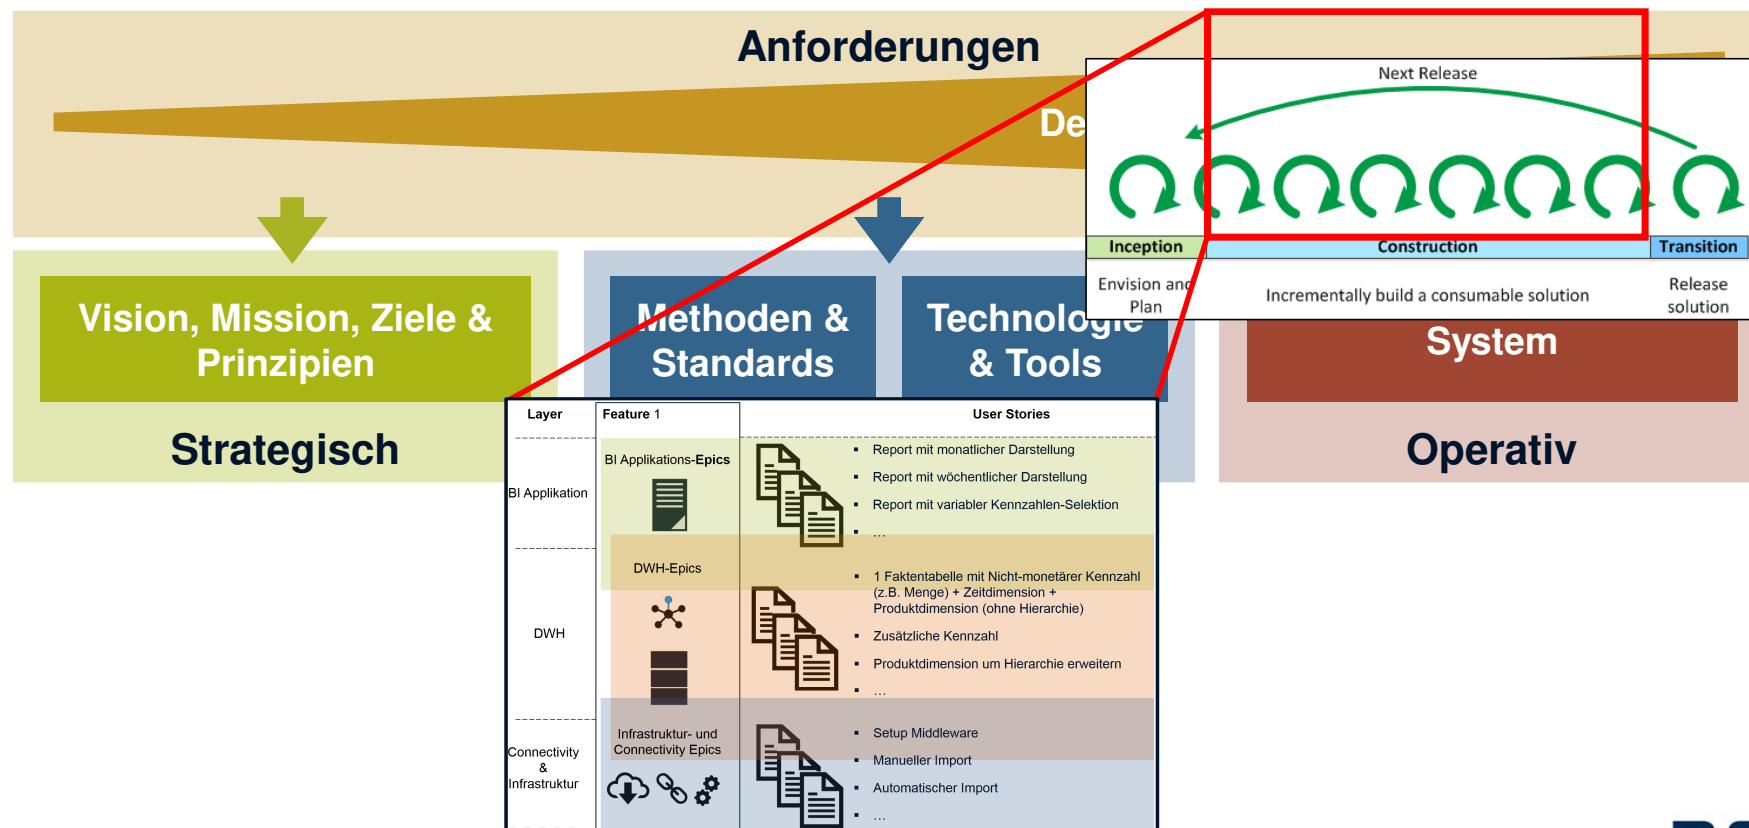 Anforderungen
De
Next Release
Inception
Construction
Transition
Envision and
Plan
Incrementally build a consumable solution
Release
solution
Vision, Mission, Ziele &
Prinzipien
Methoden &
Standards
Technologie
& Tools
System
Strategisch
Operativ
Layer
Feature 1
User Stories
BI Applikation
BI Applikations-Epics
Report mit monatlicher Darstellung
Report mit wöchentlicher Darstellung
Report mit variabler Kennzahlen-Selektion
…
DWH
DWH-Epics
1 Faktentabelle mit Nicht-monetärer Kennzahl
(z.B. Menge) + Zeitdimension +
Produktdimension (ohne Hierarchie)
Zusätzliche Kennzahl
Produktdimension um Hierarchie erweitern
…
Connectivity
&
Infrastruktur
Infrastruktur- und
Connectivity Epics
Setup Middleware
Manueller Import
Automatischer Import
…